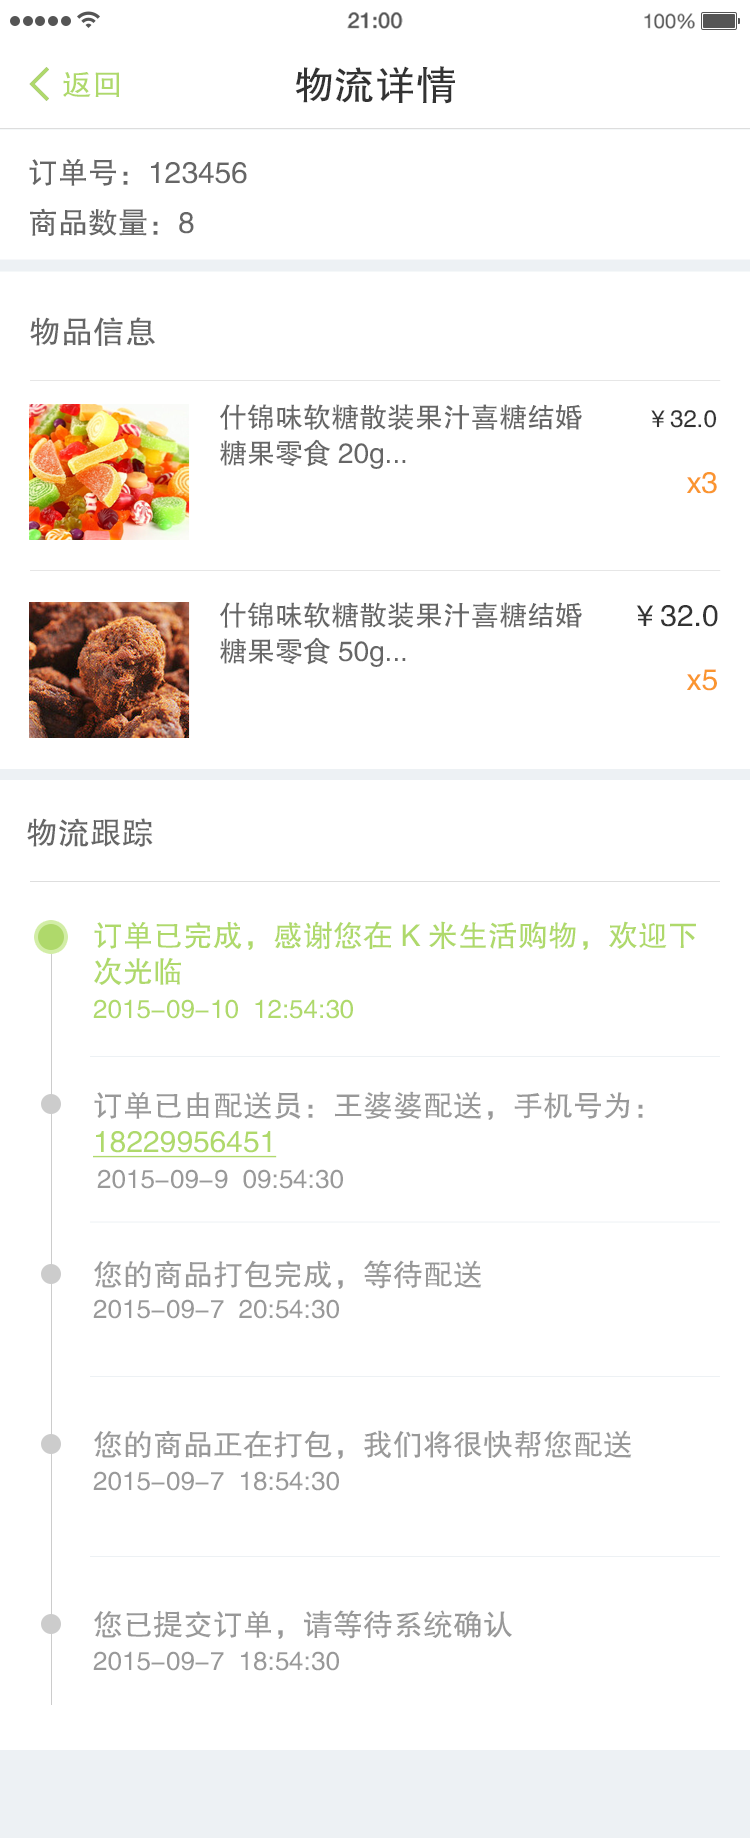 21:00
100%
返回
物流详情
订单号：123456
商品数量：8
物品信息
什锦味软糖散装果汁喜糖结婚
糖果零食 20g...
￥32.0
x3
什锦味软糖散装果汁喜糖结婚
糖果零食 50g...
￥32.0
x5
物流跟踪
订单已完成，感谢您在 K 米生活购物，欢迎下
次光临
2015-09-10 12:54:30
订单已由配送员：王婆婆配送，手机号为：
18229956451
2015-09-9 09:54:30
您的商品打包完成，等待配送
2015-09-7 20:54:30
您的商品正在打包，我们将很快帮您配送
2015-09-7 18:54:30
您已提交订单，请等待系统确认
2015-09-7 18:54:30